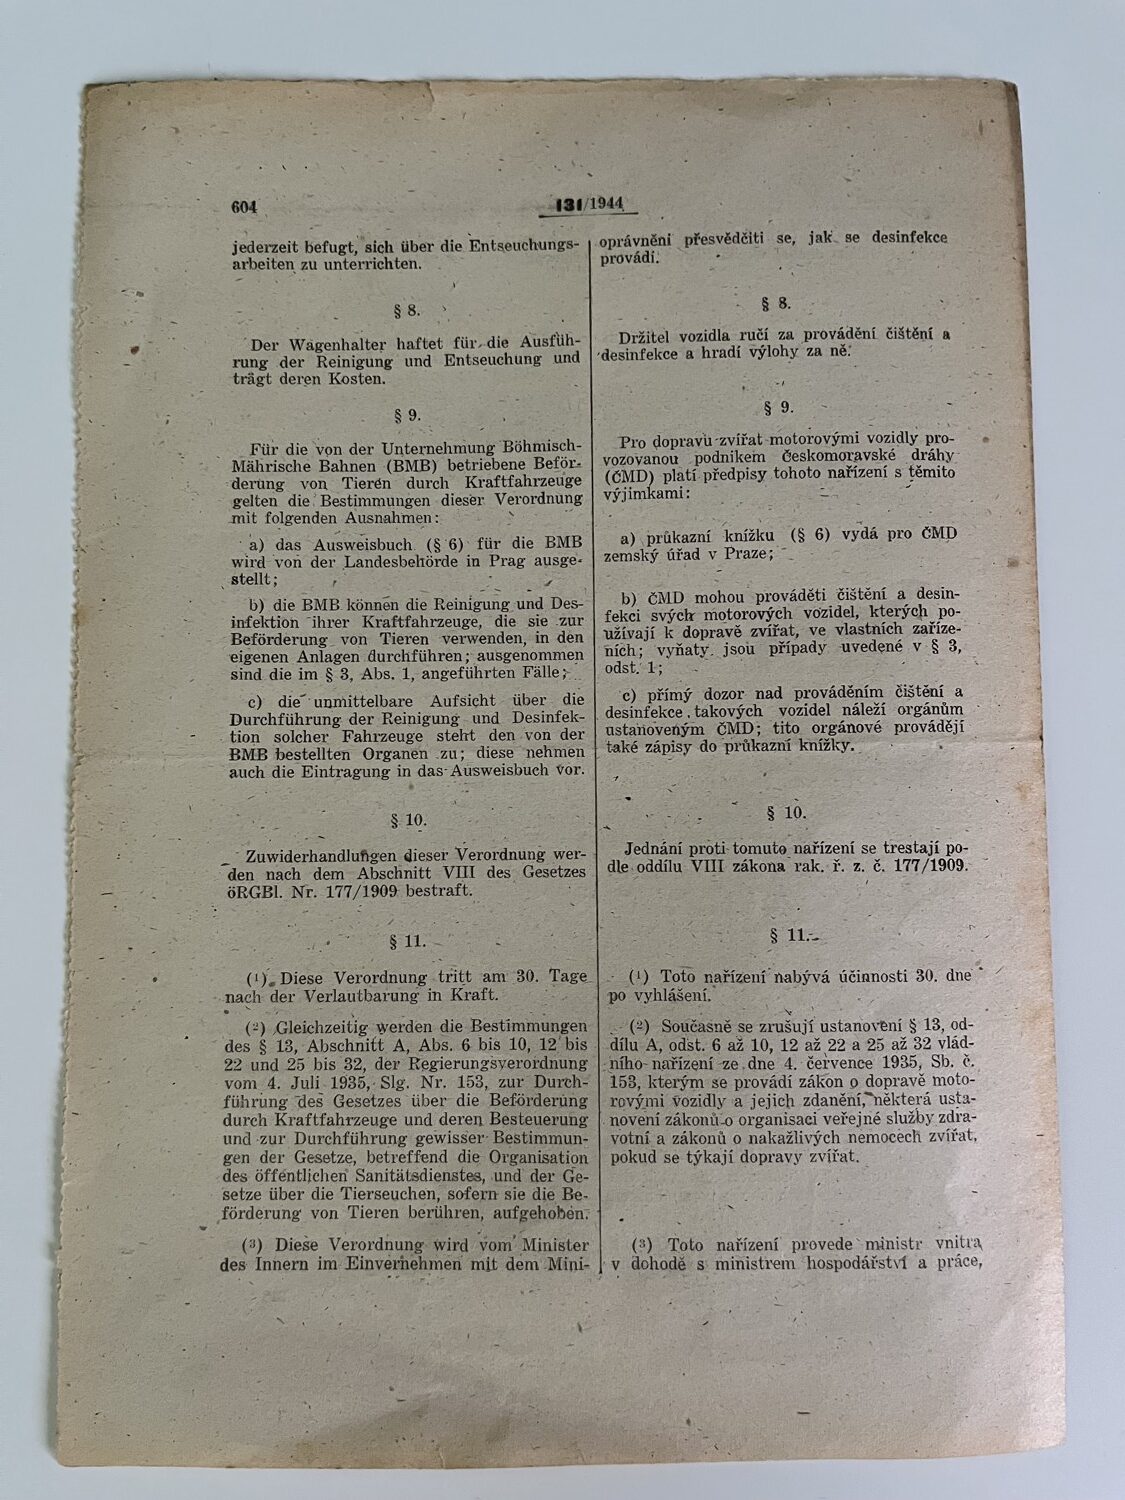 604
131/1944
jederzeit befugt, sich über die Entseuchungs-
arbeiten zu unterrichten.
§ 8.
Der Wagenhalter haftet für die Ausfüh-
rung der Reinigung und Entseuchung und
trägt deren Kosten.
§ 9.
Für die von der Unternehmung Böhmisch-
Mährische Bahnen (BMB) betriebene Beför-
derung von Tieren durch Kraftfahrzeuge
gelten die Bestimmungen dieser Verordnung
mit folgenden Ausnahmen:
a) das Ausweisbuch (§ 6) für die BMB
wird von der Landesbehörde in Prag ausge-
stellt;
b) die BMB können die Reinigung und Des-
infektion ihrer Kraftfahrzeuge, die sie zur
Beförderung von Tieren verwenden, in den
eigenen Anlagen durchführen; ausgenommen
sind die im § 3, Abs. 1, angeführten Fälle;
c) die unmittelbare Aufsicht über die
Durchführung der Reinigung und Desinfek-
tion solcher Fahrzeuge steht den von der
BMB bestellten Organen zu; diese nehmen
auch die Eintragung in das Ausweisbuch vor.
§ 10.
Zuwiderhandlungen dieser Verordnung wer-
den nach dem Abschnitt VIII des Gesetzes
öRGBl. Nr. 177/1909 bestraft.
§ 11.
(1) Diese Verordnung tritt am 30. Tage
nach der Verlautbarung in Kraft.
(2) Gleichzeitig werden die Bestimmungen
des § 13, Abschnitt A, Abs. 6 bis 10, 12 bis
22 und 25 bis 32, der Regierungsverordnung
vom 4. Juli 1935, Slg. Nr. 153, zur Durch-
führung des Gesetzes über die Beförderung
durch Kraftfahrzeuge und deren Besteuerung
und zur Durchführung gewisser Bestimmun-
gen der Gesetze, betreffend die Organisation
des öffentlichen Sanitätsdienstes, und der Ge-
setze über die Tierseuchen, sofern sie die Be-
förderung von Tieren berühren, aufgehoben.
(3) Diese Verordnung wird vom Minister
des Innern im Einvernehmen mit dem Mini-
oprávněni přesvědčiti se, jak se desinfekce
provádí.
§ 8.
Držitel vozidla ručí za provádění čištění a
desinfekce a hradí výlohy za ně.
§ 9.
Pro dopravu zvířat motorovými vozidly pro-
vozovanou podnikem Českomoravské dráhy
(ČMD) platí předpisy tohoto nařízení s těmito
výjimkami:
a) průkazní knížku (§ 6) vydá pro ČMD
zemský úřad v Praze;
b) ČMD mohou prováděti čištění a desin-
fekci svých motorových vozidel, kterých po-
užívají k dopravě zvířat, ve vlastních zaříze-
ních; vyňaty jsou případy uvedené v § 3,
odst. 1;
c) přímý dozor nad prováděním čištění a
desinfekce takových vozidel náleží orgánům
ustanoveným ČMD; tito orgánové provádějí
také zápisy do průkazní knížky.
§ 10.
Jednání proti tomuto nařízení se trestají po-
dle oddílu VIII zákona rak. ř. z. č. 177/1909.
§ 11.
(1) Toto nařízení nabývá účinnosti 30. dne
po vyhlášení.
(2) Současně se zrušují ustanovení § 13, od-
dílu A, odst. 6 až 10, 12 až 22 a 25 až 32 vlád-
ního nařízení ze dne 4. července 1935, Sb. č.
153, kterým se provádí zákon o dopravě moto-
rovými vozidly a jejich zdanění, některá usta-
novení zákonů o organisaci veřejné služby zdra-
votní a zákonů o nakažlivých nemocech zvířat,
pokud se týkají dopravy zvířat.
(3) Toto nařízení provede ministr vnitra
v dohodě s ministrem hospodářství a práce,